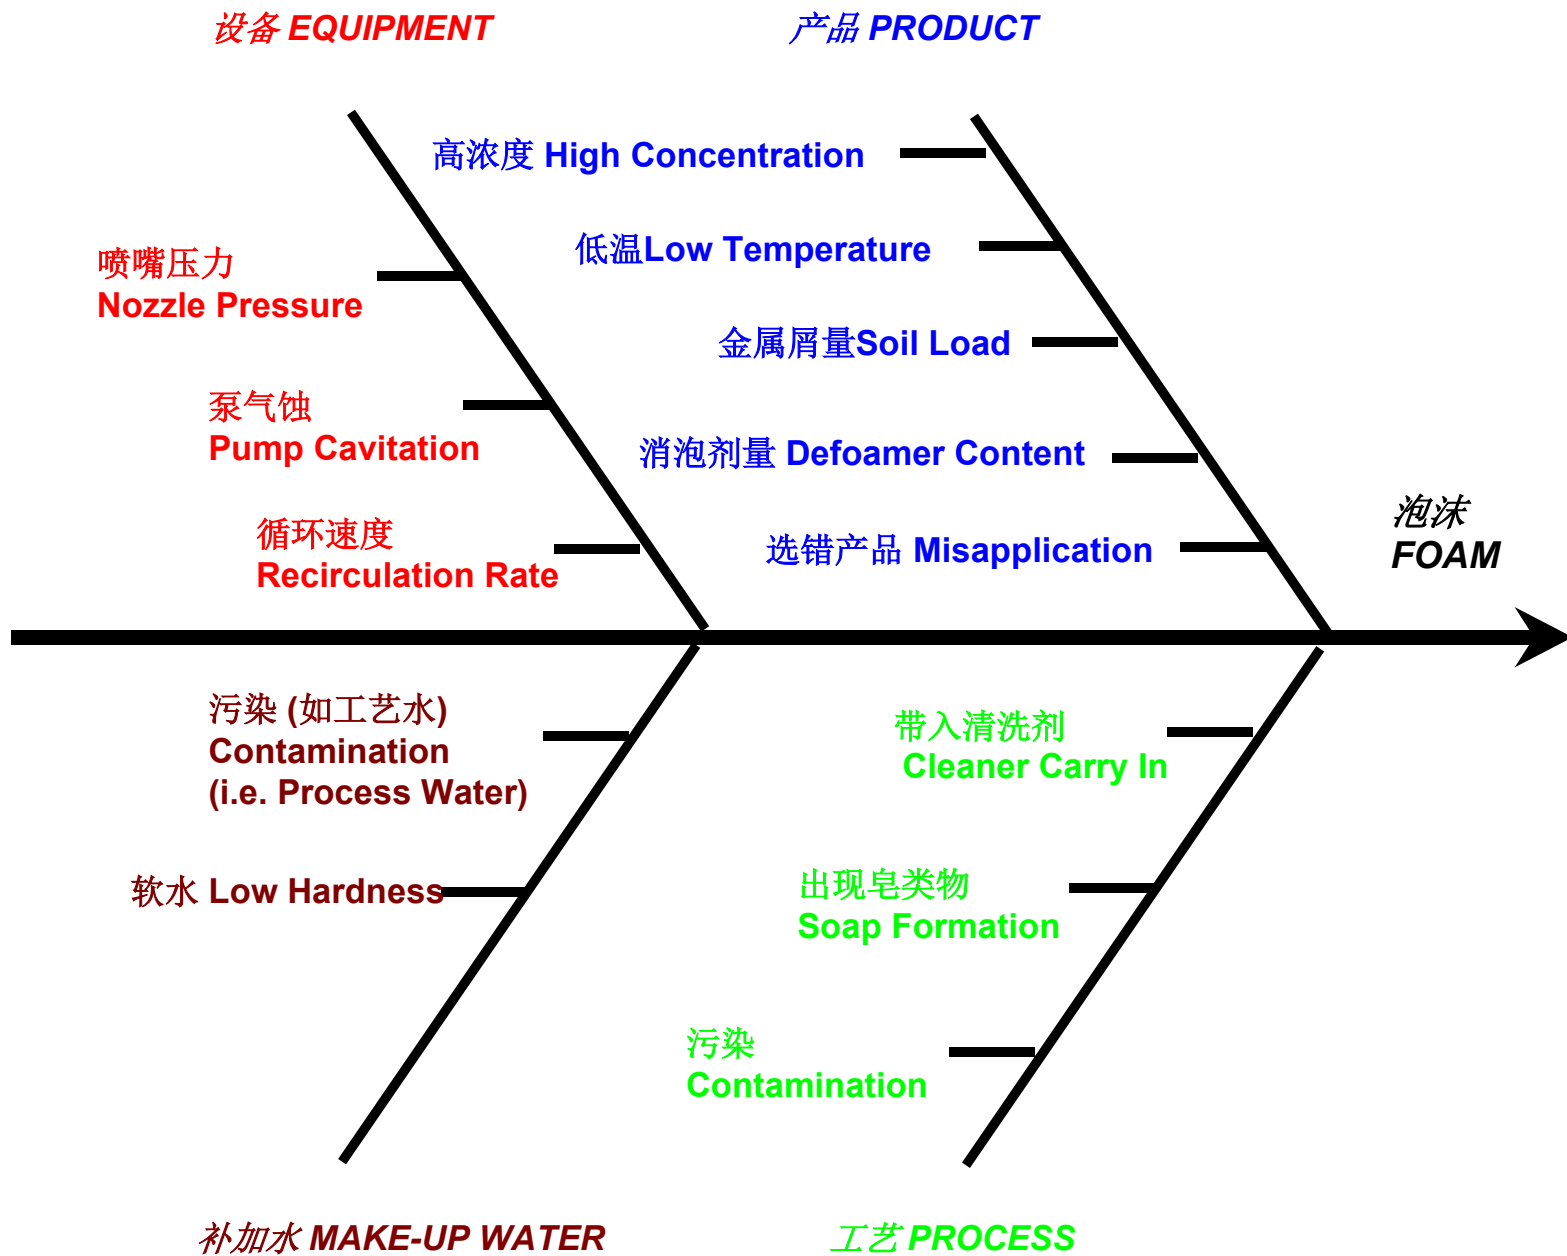 设备 EQUIPMENT
产品 PRODUCT
高浓度 High Concentration
低温Low Temperature
喷嘴压力
Nozzle Pressure
金属屑量Soil Load
泵气蚀
Pump Cavitation
消泡剂量 Defoamer Content
循环速度
Recirculation Rate
选错产品 Misapplication
泡沫
FOAM
污染 (如工艺水)
Contamination
(i.e. Process Water)
带入清洗剂
Cleaner Carry In
软水 Low Hardness
出现皂类物
Soap Formation
污染
Contamination
补加水 MAKE-UP WATER
工艺 PROCESS